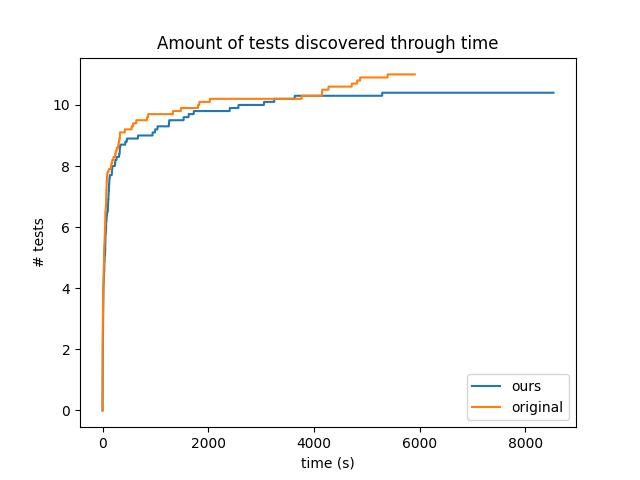 Amount of tests discovered through time
# tests
10
8
6
4
2
0
0 2000 4000 6000 8000
time (s)
ours
original